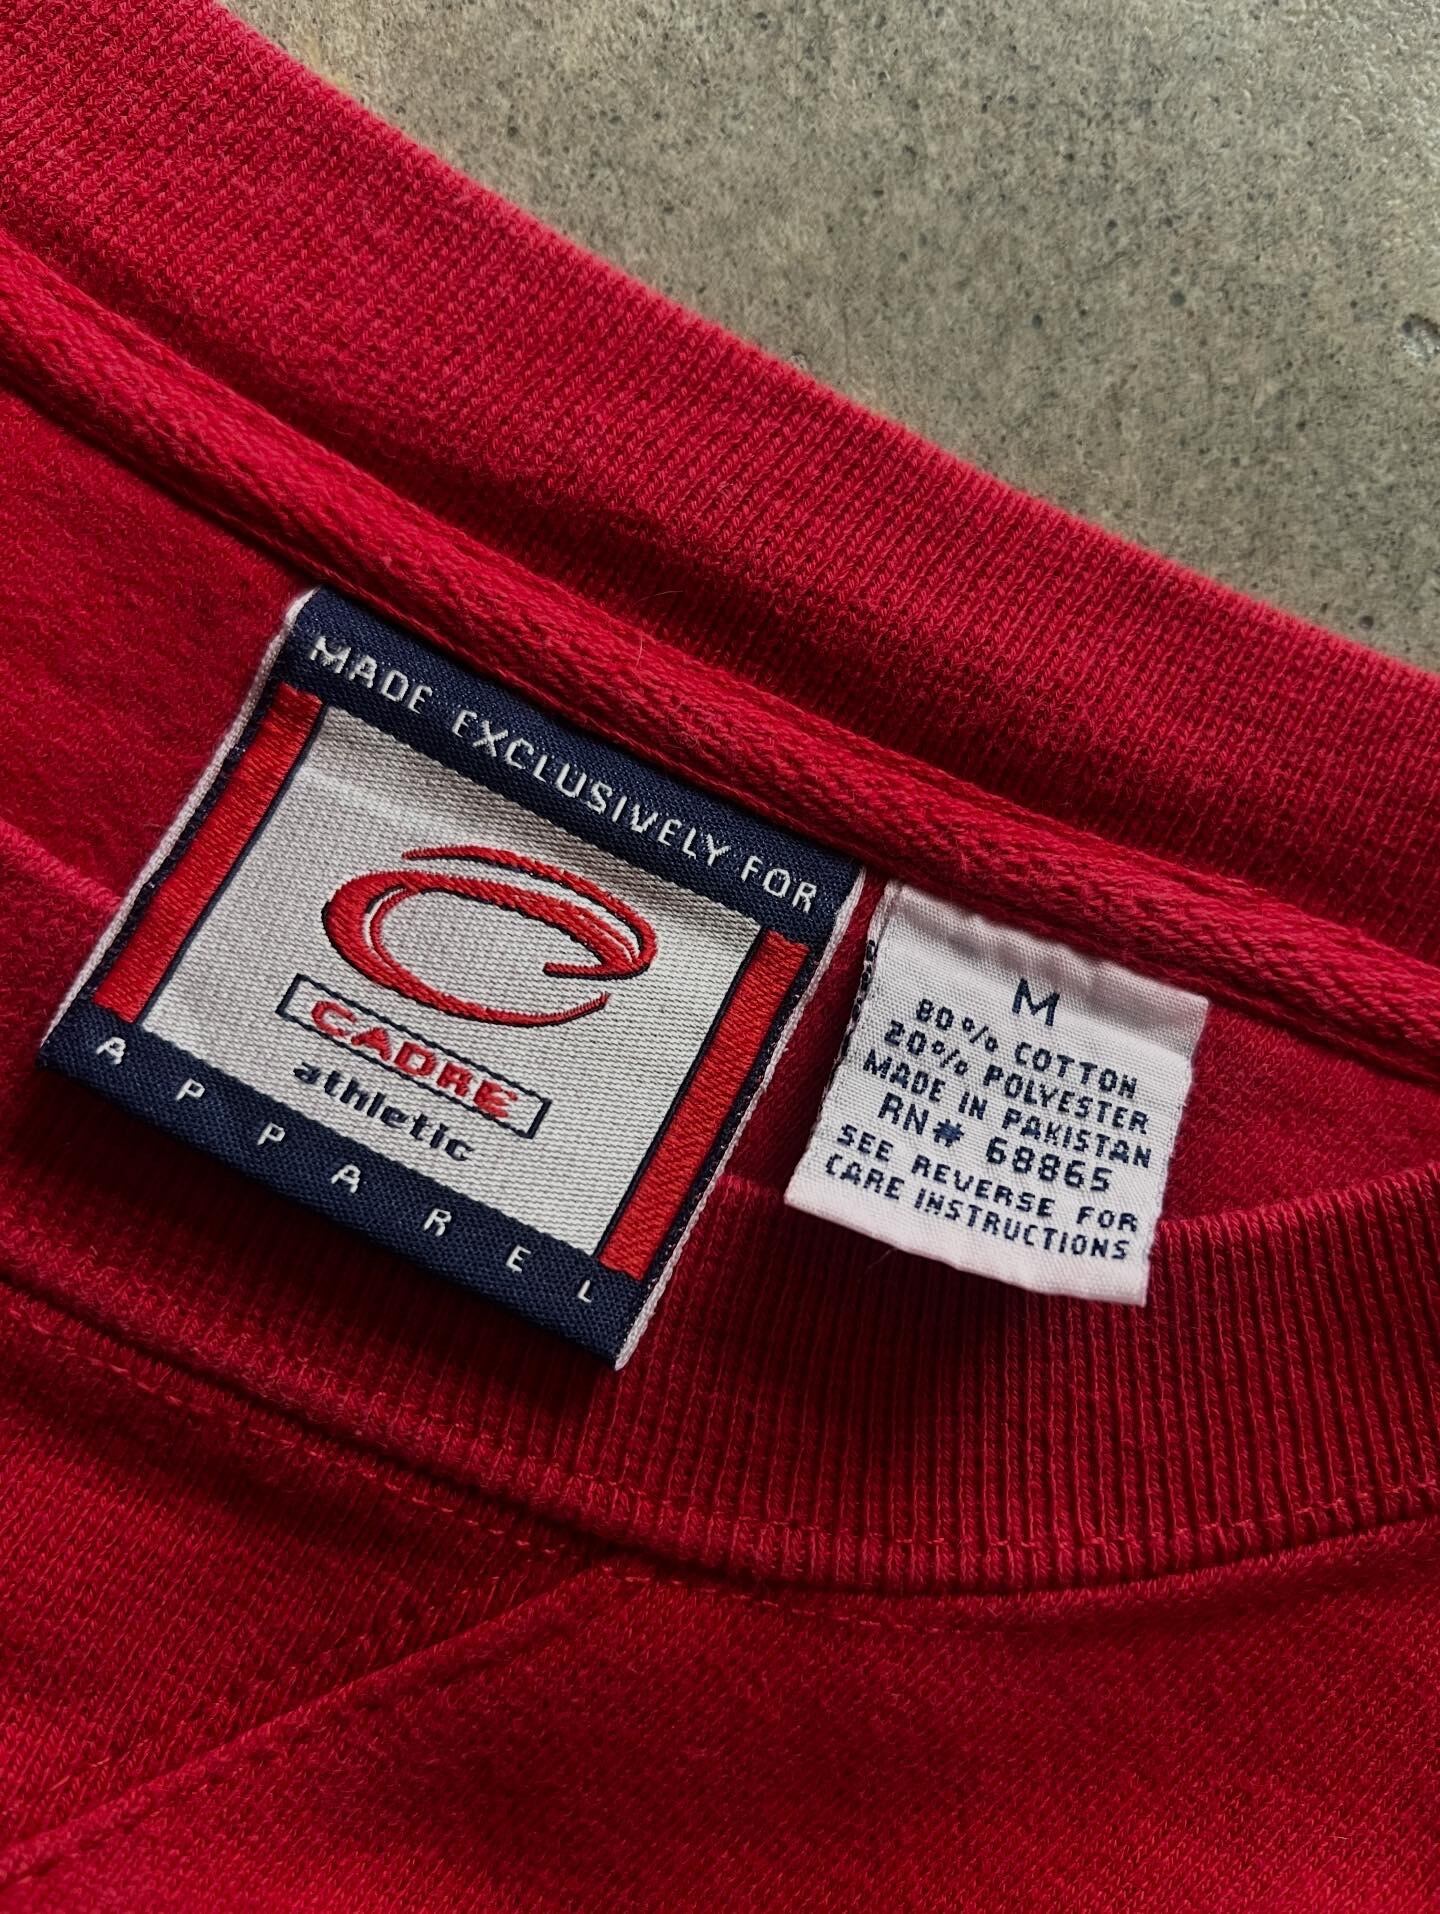 MADE EXCLUSIVELY FOR
CADRE
athletic
APPAREL
M
80% COTTON
20% POLYESTER
MADE IN PAKISTAN
RN# 68865
SEE REVERSE FOR
CARE INSTRUCTIONS